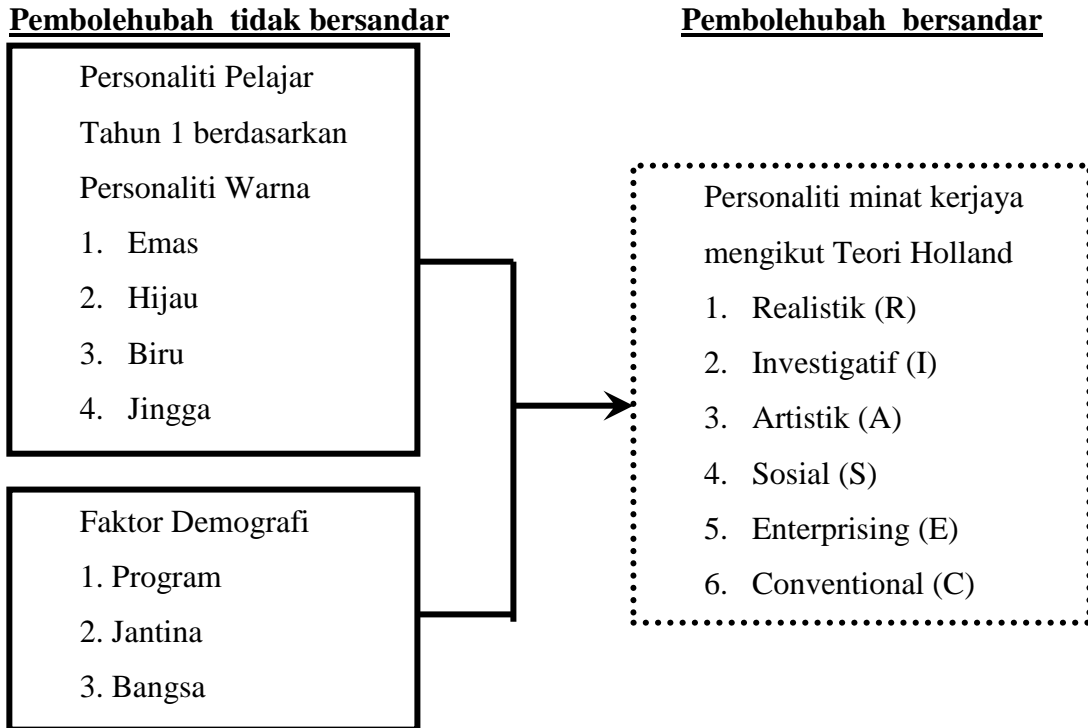 Pembolehubah tidak bersandar
Personaliti Pelajar
Tahun 1 berdasarkan
Personaliti Warna
1. Emas
2. Hijau
3. Biru
4. Jingga
Faktor Demografi
1. Program
2. Jantina
3. Bangsa
Pembolehubah bersandar
Personaliti minat kerjaya
mengikut Teori Holland
1. Realistik (R)
2. Investigatif (I)
3. Artistik (A)
4. Sosial (S)
5. Enterprising (E)
6. Conventional (C)